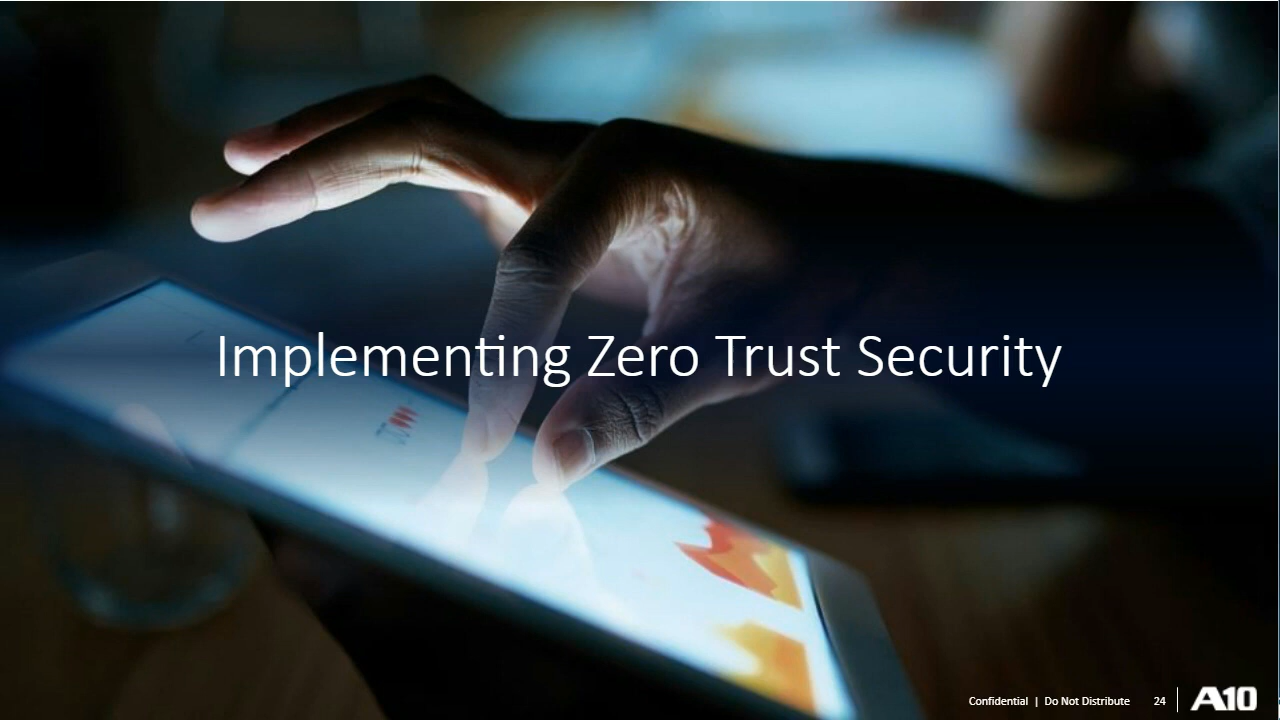 Implementing Zero Trust Security
Confidential | Do Not Distribute 24 A10